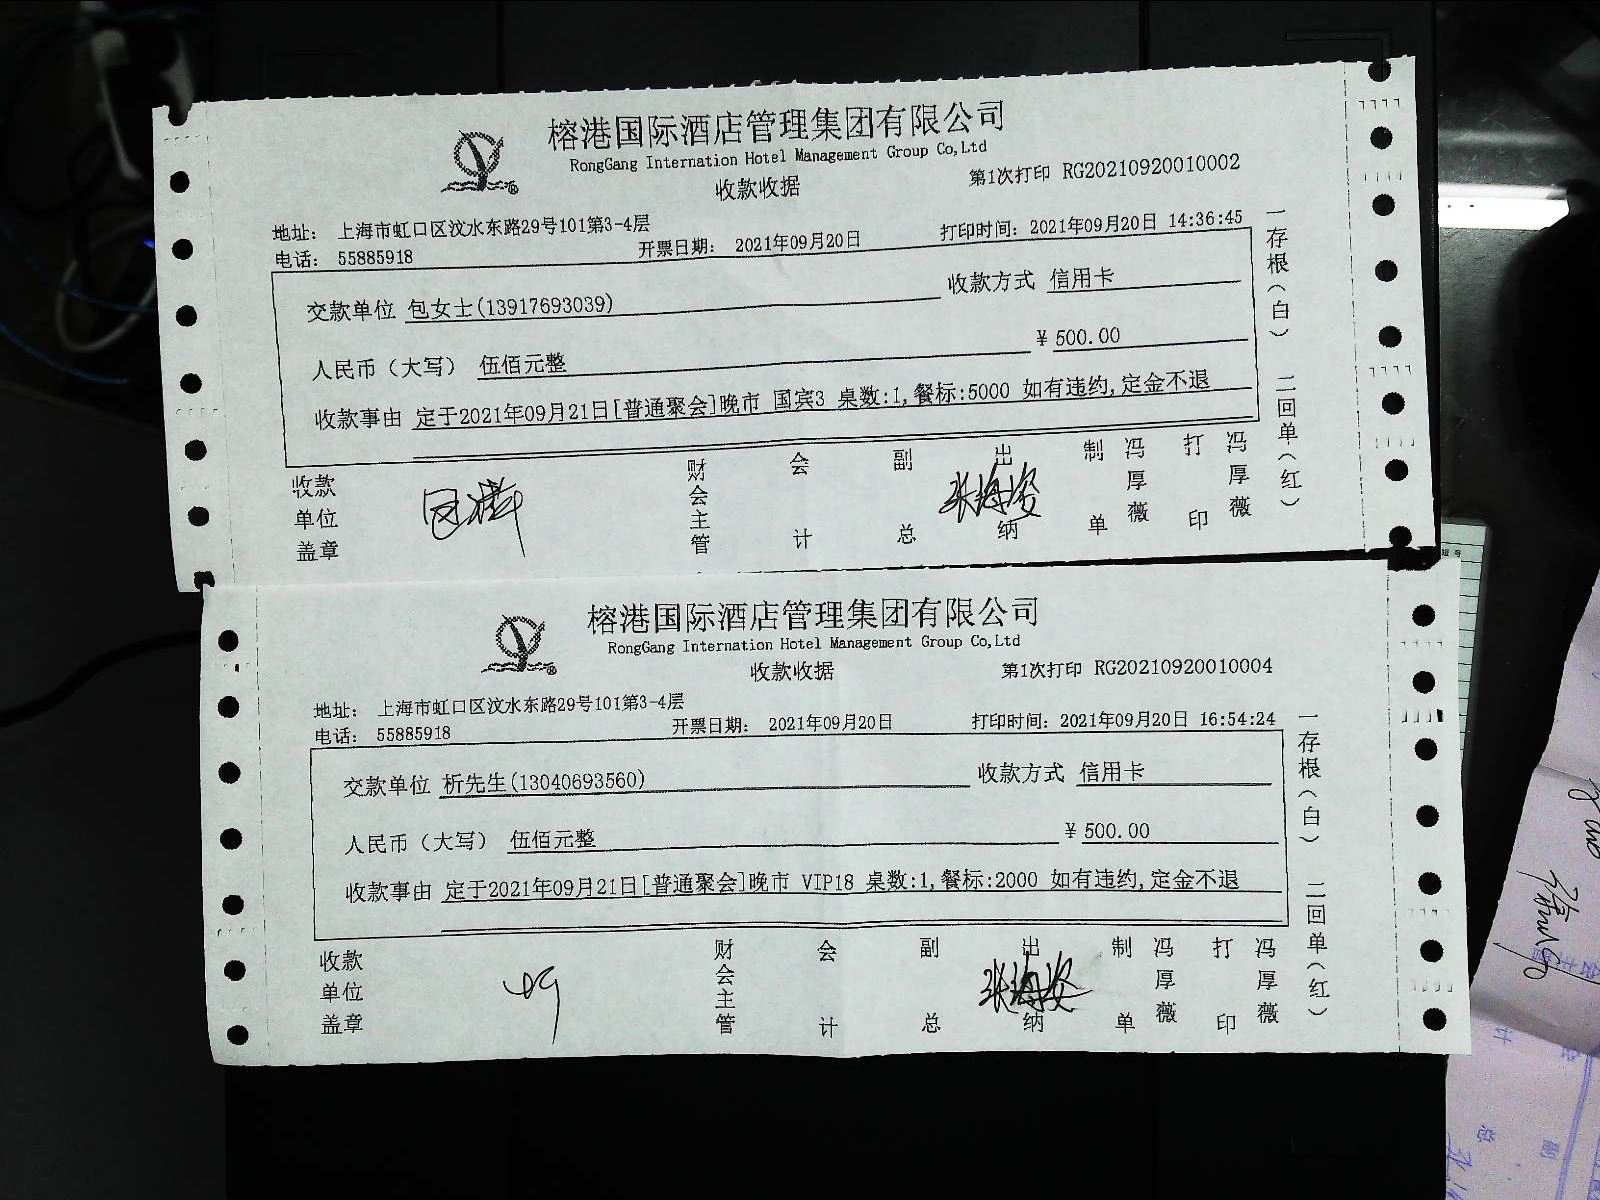 榕港国际酒店管理集团有限公司
RongGang Internation Hotel Management Group Co,Ltd
收款收据
第1次打印 RG20210920010002
地址: 上海市虹口区汶水东路29号101第3-4层
电话: 55885918
开票日期: 2021年09月20日
打印时间: 2021年09月20日 14:36:45
交款单位 包女士(13917693039)
收款方式 信用卡
人民币（大写） 伍佰元整
¥ 500.00
收款事由 定于2021年09月21日[普通聚会]晚市 国宾3 桌数:1,餐标:5000 如有违约,定金不退
一存根（白） 二回单（红）
收款单位盖章
财会主管
会计
副总
出纳
张海姿
制单
冯厚薇
打印
冯厚薇
榕港国际酒店管理集团有限公司
RongGang Internation Hotel Management Group Co,Ltd
收款收据
第1次打印 RG20210920010004
地址: 上海市虹口区汶水东路29号101第3-4层
电话: 55885918
开票日期: 2021年09月20日
打印时间: 2021年09月20日 16:54:24
交款单位 析先生(13040693560)
收款方式 信用卡
人民币（大写） 伍佰元整
¥ 500.00
收款事由 定于2021年09月21日[普通聚会]晚市 VIP18 桌数:1,餐标:2000 如有违约,定金不退
一存根（白） 二回单（红）
收款单位盖章
财会主管
会计
副总
出纳
张海姿
制单
冯厚薇
打印
冯厚薇